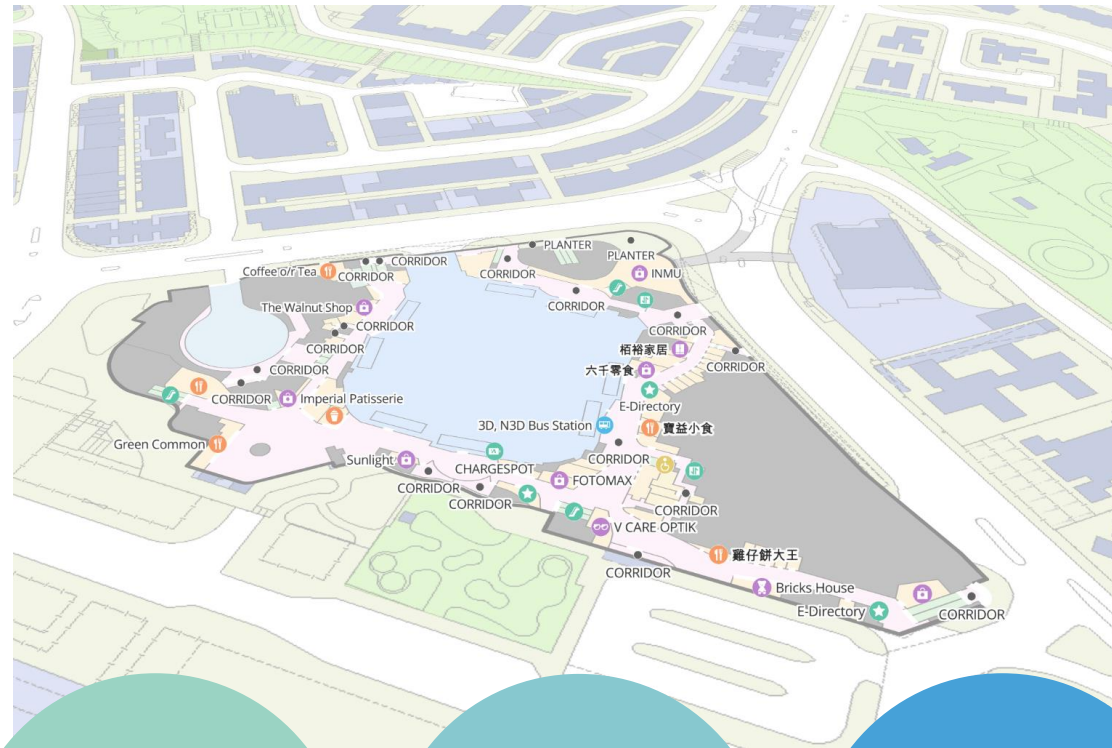 PLANTER
PLANTER
CORRIDOR
CORRIDOR
Coffee o/r Tea
CORRIDOR
INMU
CORRIDOR
The Walnut Shop
CORRIDOR
CORRIDOR
CORRIDOR
栢裕家居
CORRIDOR
CORRIDOR
六千零食
CORRIDOR
Imperial Patisserie
E-Directory
3D, N3D Bus Station
寶益小食
Green Common
CORRIDOR
Sunlight
CHARGESPOT
CORRIDOR
FOTOMAX
CORRIDOR
CORRIDOR
V CARE OPTIK
雞仔餅大王
CORRIDOR
Bricks House
E-Directory
CORRIDOR